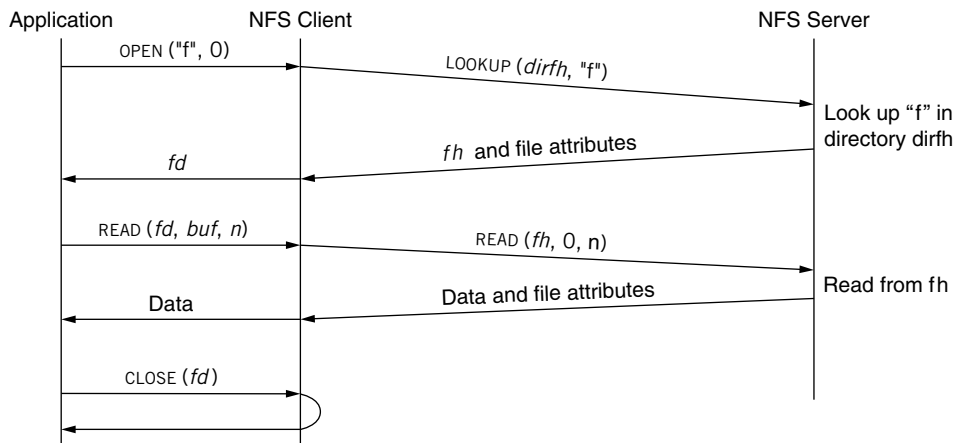 Application
NFS Client
NFS Server
OPEN ("f", 0)
LOOKUP (dirfh, "f")
Look up “f” in
directory dirfh
fh and file attributes
fd
READ (fd, buf, n)
READ (fh, 0, n)
Read from fh
Data and file attributes
Data
CLOSE (fd)